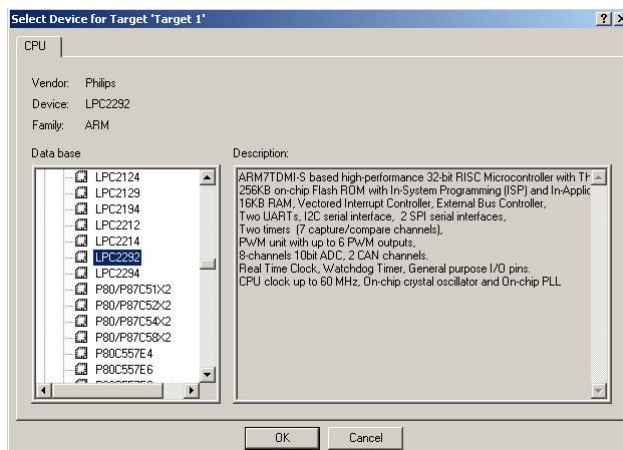 Select Device for Target 'Target 1'
CPU
Vendor: Philips
Device: LPC2292
Family: ARM
Data base
LPC2124
LPC2129
LPC2194
LPC2212
LPC2214
LPC2292
LPC2294
P80/P87C51X2
P80/P87C52X2
P80/P87C54X2
P80/P87C58X2
P80C557E4
P80C557E6
Description:
ARM7TDMI-S based high-performance 32-bit RISC Microcontroller with Th
256KB on-chip Flash ROM with In-System Programming (ISP) and In-Applic
16KB RAM, Vectored Interrupt Controller, External Bus Controller,
Two UARTs, I2C serial interface, 2 SPI serial interfaces,
Two timers (7 capture/compare channels),
PWM unit with up to 6 PWM outputs,
8-channels 10bit ADC, 2 CAN channels.
Real Time Clock, Watchdog Timer, General purpose I/O pins.
CPU clock up to 60 MHz, On-chip crystal oscillator and On-chip PLL
OK Cancel